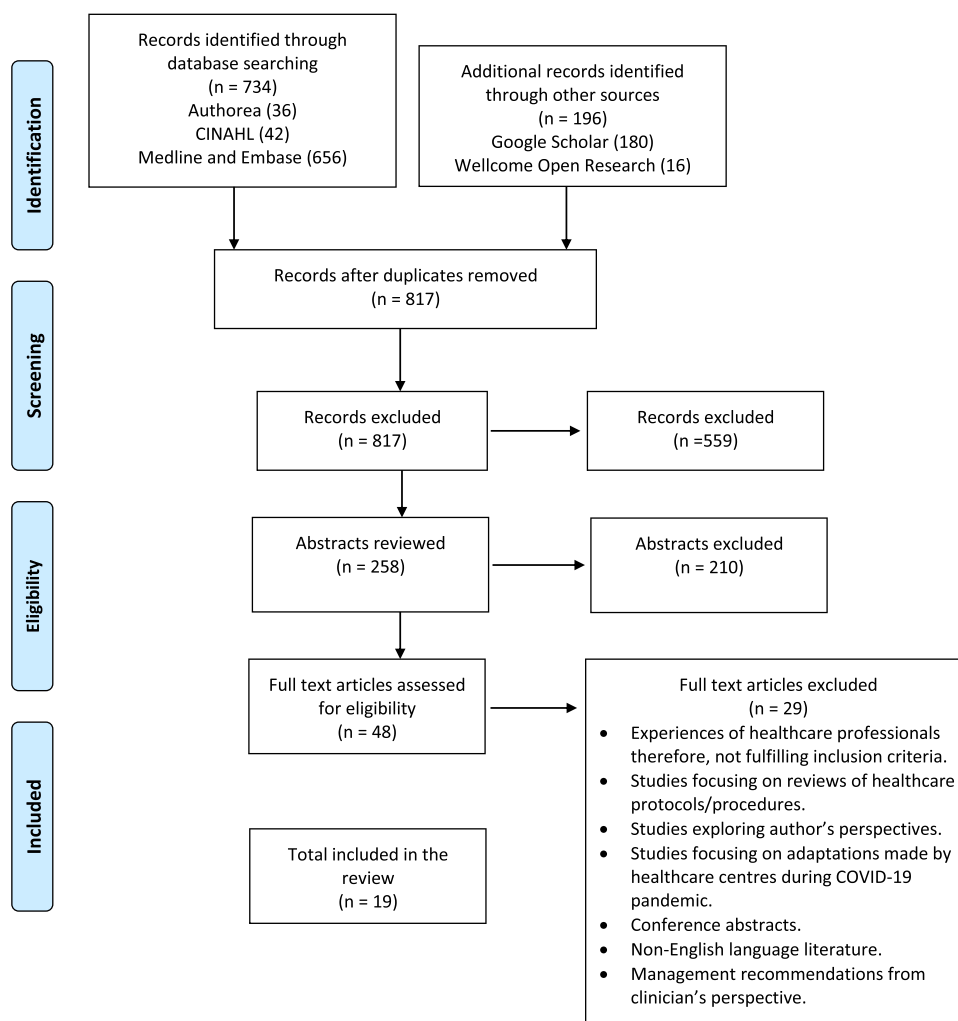 Identification
Records identified through
database searching
(n = 734)
Authorea (36)
CINAHL (42)
Medline and Embase (656)
Additional records identified
through other sources
(n = 196)
Google Scholar (180)
Wellcome Open Research (16)
Records after duplicates removed
(n = 817)
Screening
Records excluded
(n = 817)
Records excluded
(n =559)
Eligibility
Abstracts reviewed
(n = 258)
Abstracts excluded
(n = 210)
Full text articles assessed
for eligibility
(n = 48)
Full text articles excluded
(n = 29)
• Experiences of healthcare professionals
therefore, not fulfilling inclusion criteria.
• Studies focusing on reviews of healthcare
protocols/procedures.
• Studies exploring author’s perspectives.
• Studies focusing on adaptations made by
healthcare centres during COVID-19
pandemic.
• Conference abstracts.
• Non-English language literature.
• Management recommendations from
clinician’s perspective.
Included
Total included in the
review
(n = 19)